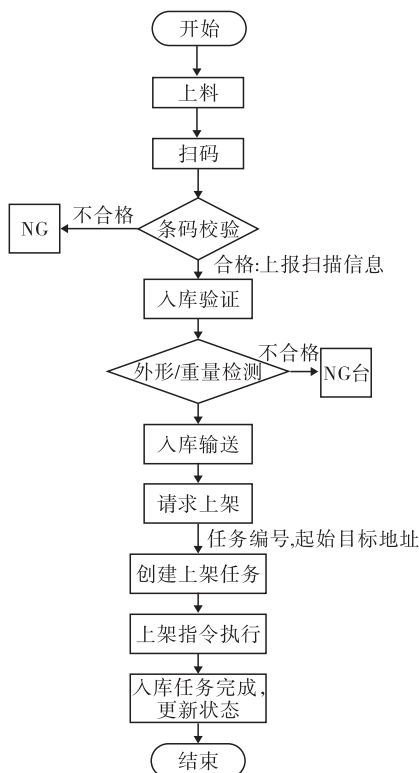 开始
上料
扫码
不合格
NG
条码校验
合格:上报扫描信息
入库验证
不合格
外形/重量检测
NG台
入库输送
请求上架
任务编号,起始目标地址
创建上架任务
上架指令执行
入库任务完成,
更新状态
结束